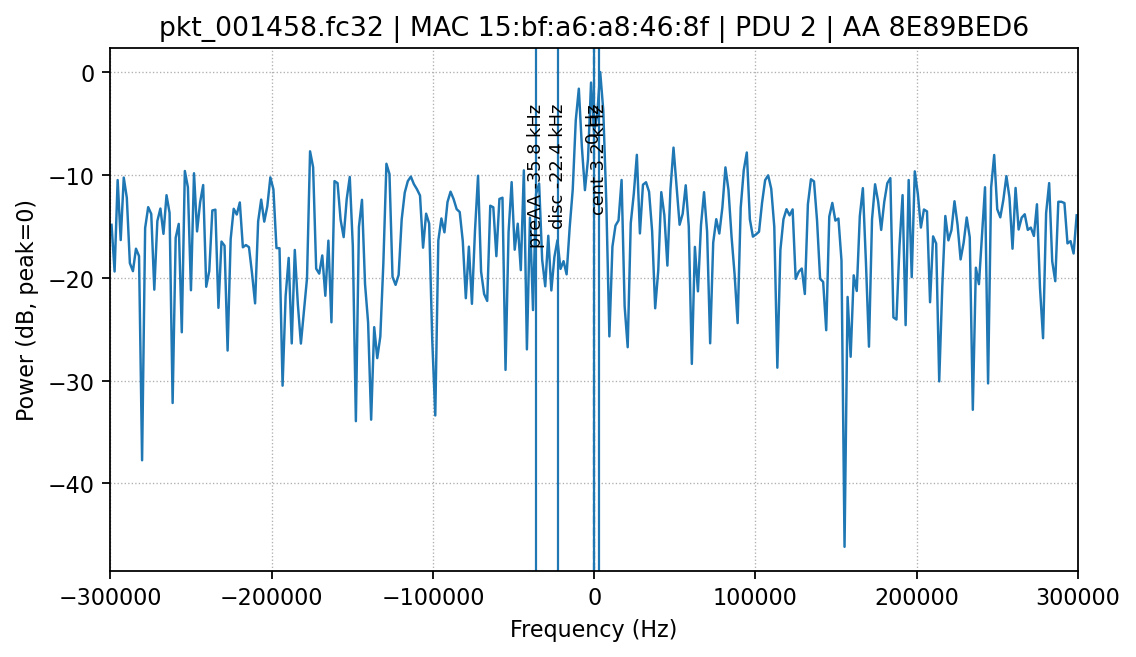 pkt_001458.fc32 | MAC 15:bf:a6:a8:46:8f | PDU 2 | AA 8E89BED6
Power (dB, peak=0)
0
−10
−20
−30
−40
preAA -35.8 kHz
disc -22.4 kHz
0 Hz
cent 3.2 kHz
−300000
−200000
−100000
0
100000
200000
300000
Frequency (Hz)